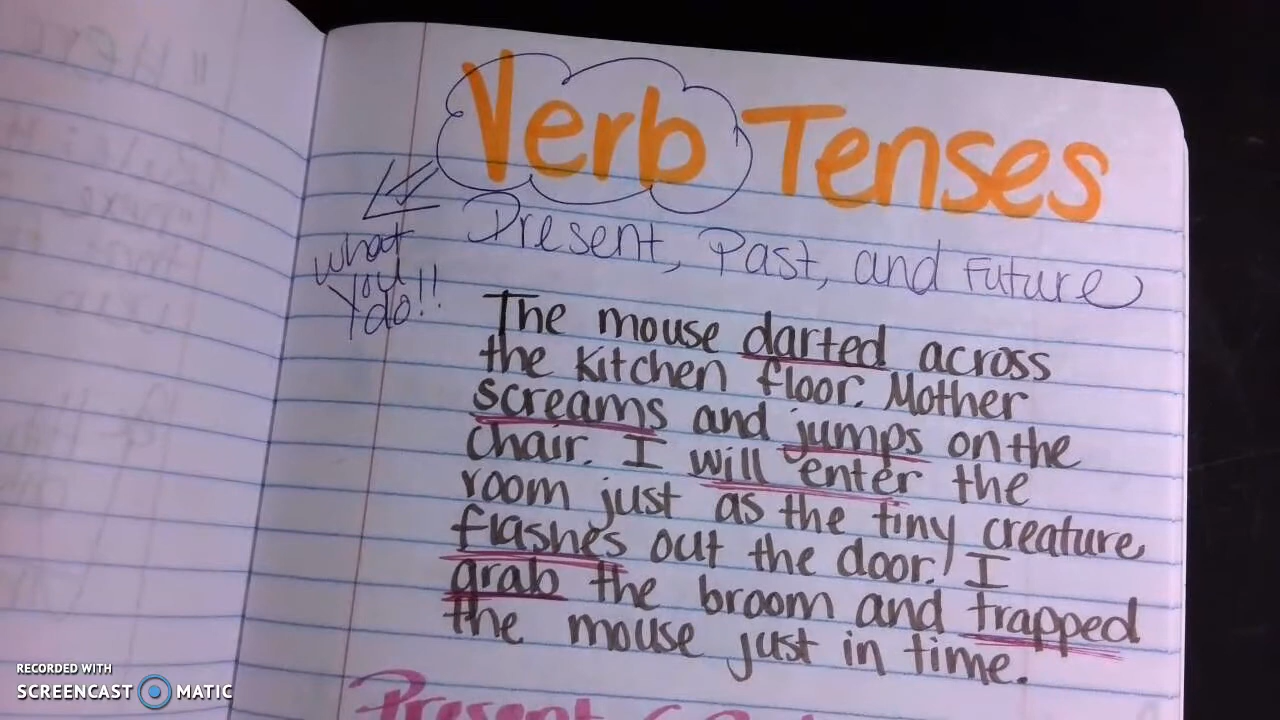 Verb Tenses
Present, Past, and Future
what
you
do!!
The mouse darted across
the kitchen floor. Mother
screams and jumps on the
chair. I will enter the
room just as the tiny creature
flashes out the door. I
grab the broom and trapped
the mouse just in time.
Present
RECORDED WITH
SCREENCAST MATIC